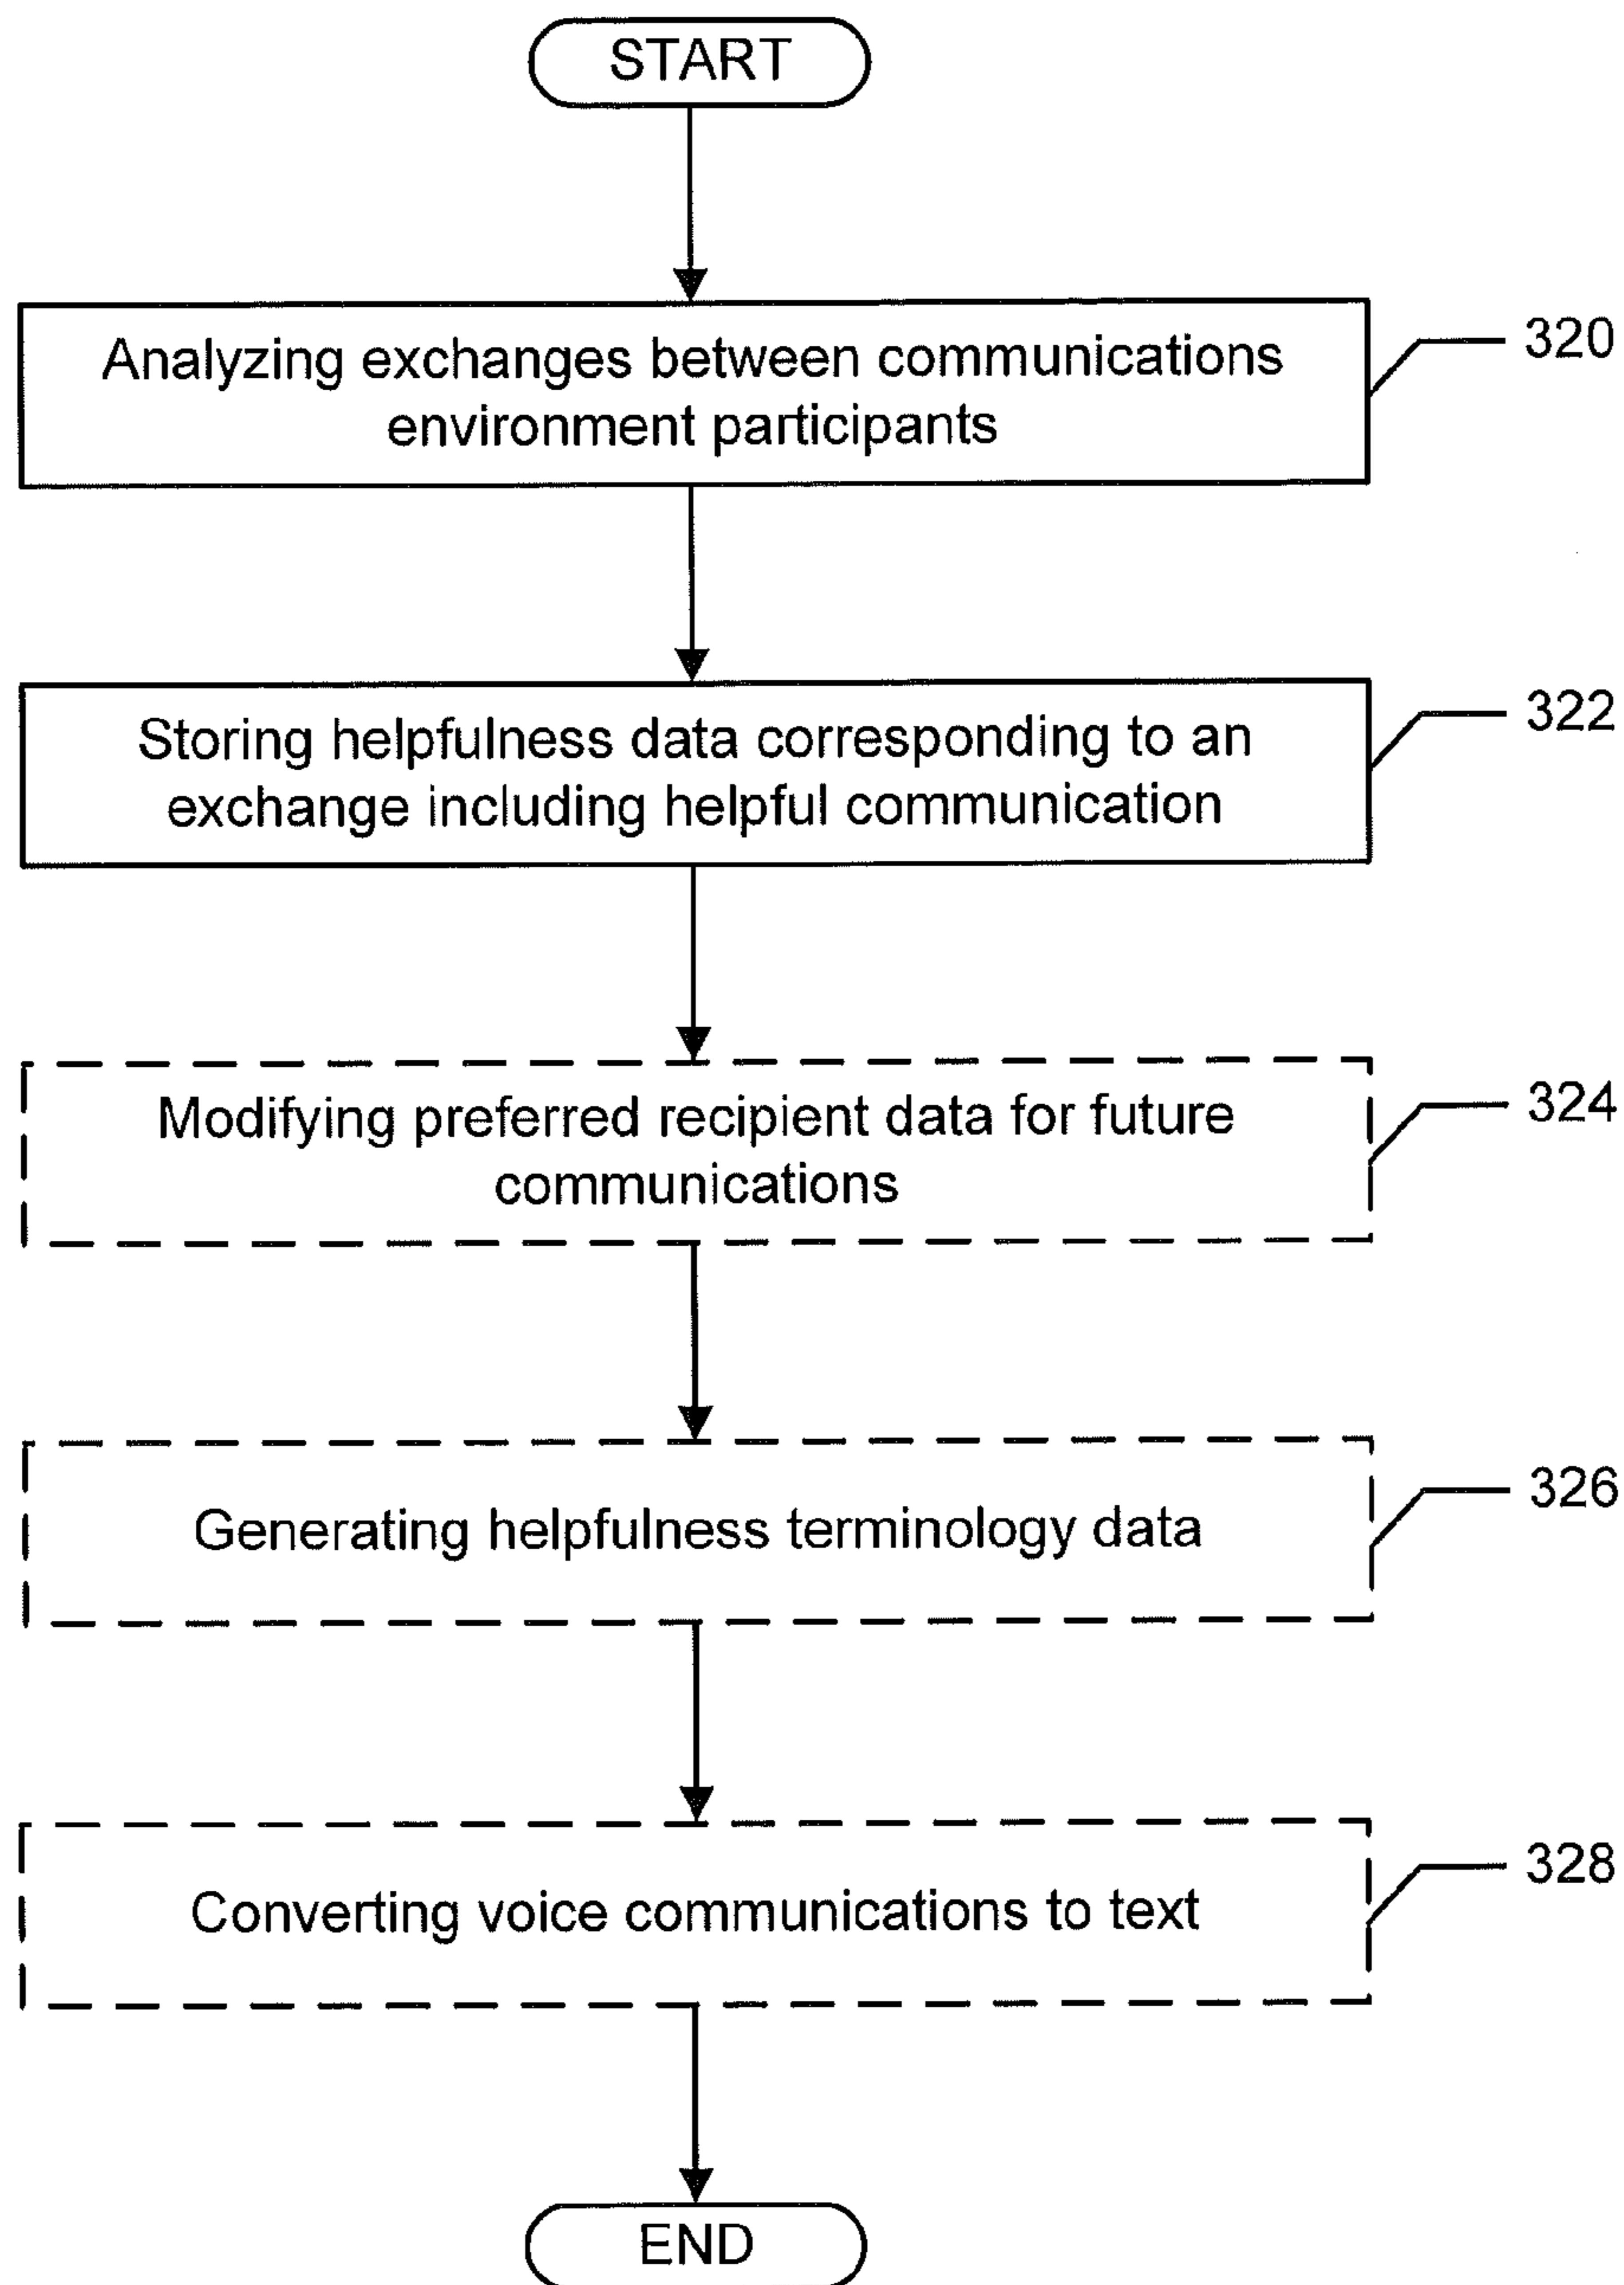 START
Analyzing exchanges between communications
environment participants
320
Storing helpfulness data corresponding to an
exchange including helpful communication
322
Modifying preferred recipient data for future
communications
324
Generating helpfulness terminology data
326
Converting voice communications to text
328
END